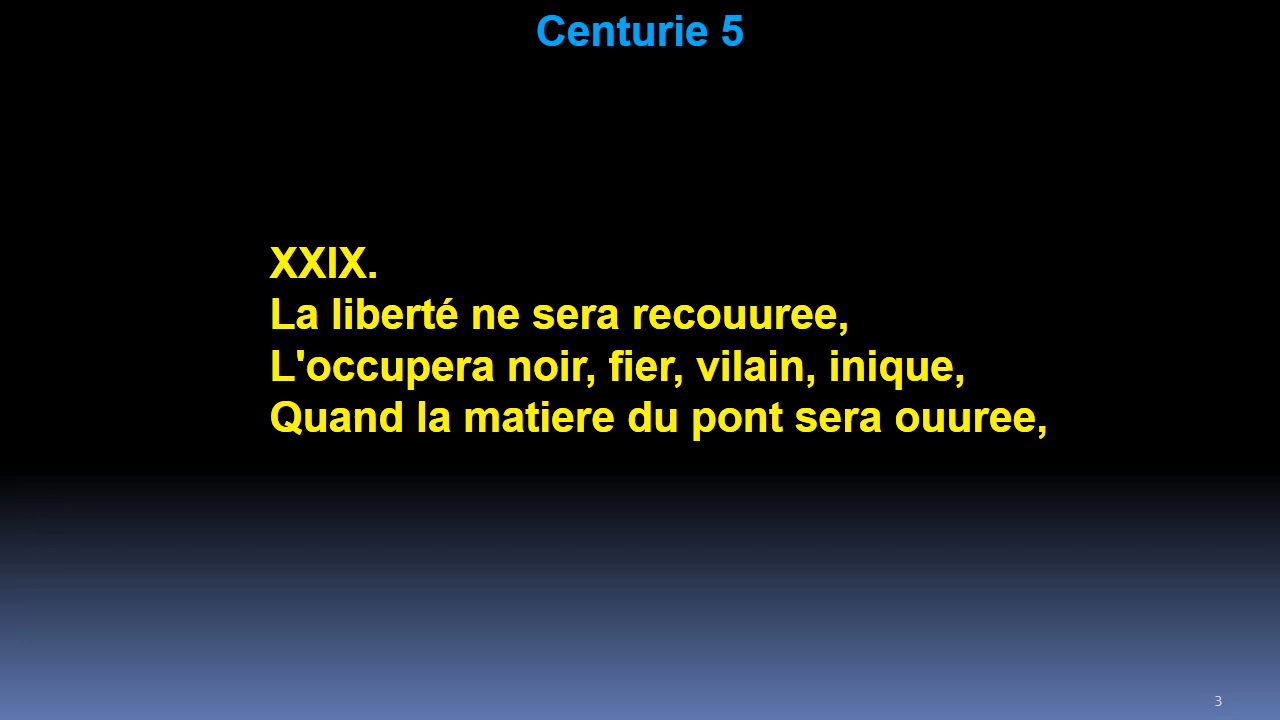 Centurie 5
XXIX.
La liberté ne sera recouuree,
L'occupera noir, fier, vilain, inique,
Quand la matiere du pont sera ouuree,
3